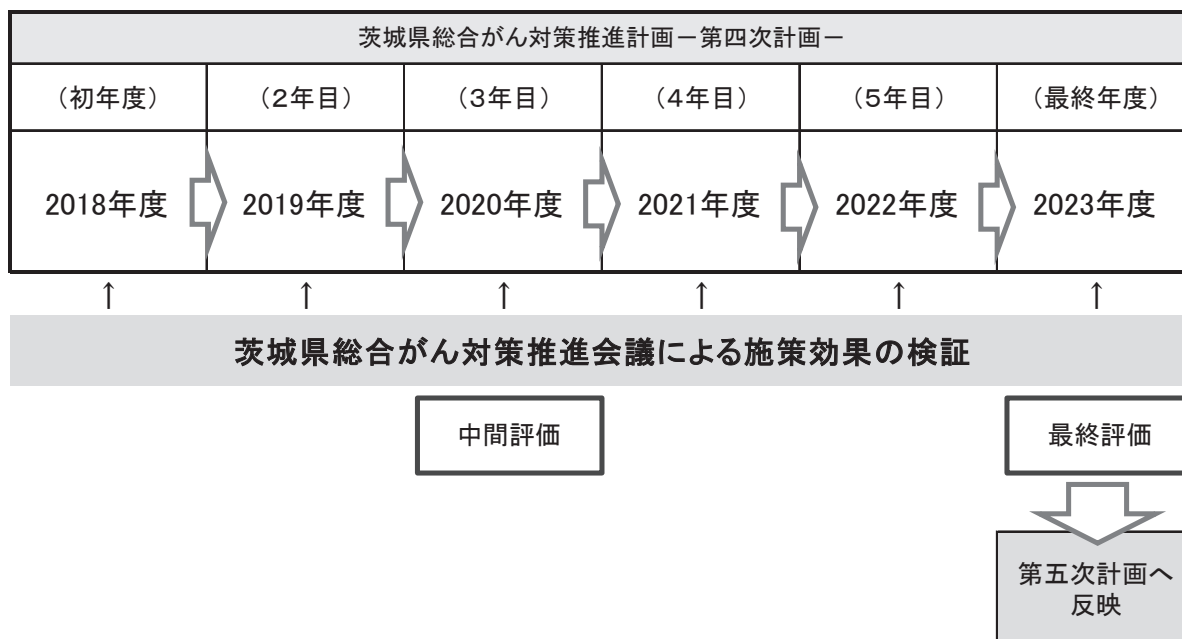 茨城県総合がん対策推進計画－第四次計画－
（初年度） （2年目） （3年目） （4年目） （5年目） （最終年度）
2018年度 2019年度 2020年度 2021年度 2022年度 2023年度
↑ ↑ ↑ ↑ ↑ ↑
茨城県総合がん対策推進会議による施策効果の検証
中間評価 最終評価
第五次計画へ
反映